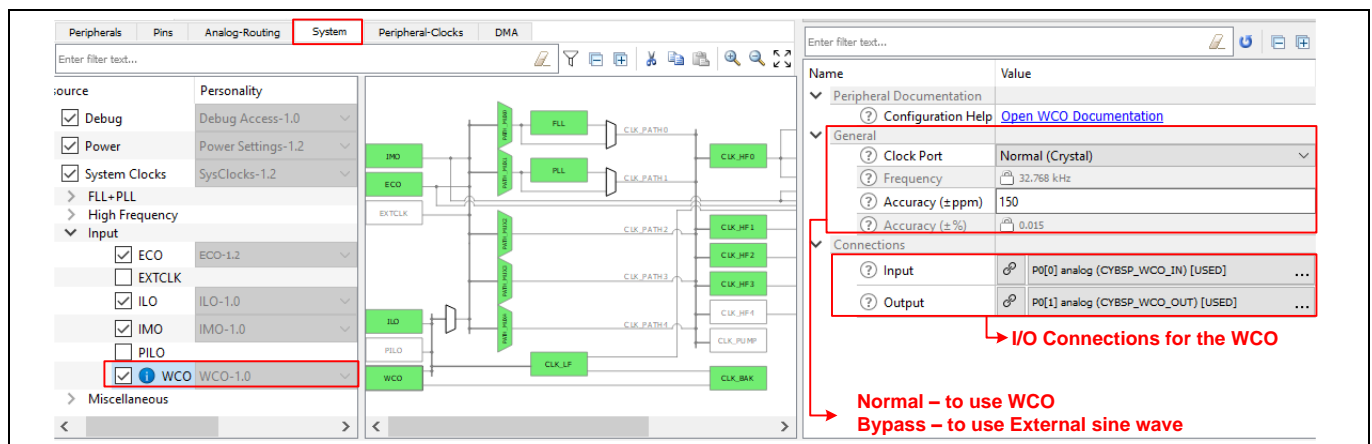 Peripherals Pins Analog-Routing System Peripheral-Clocks DMA
Enter filter text...
source Personality
Debug Debug Access-1.0
Power Power Settings-1.2
System Clocks SysClocks-1.2
FLL+PLL
High Frequency
Input
ECO ECO-1.2
EXTCLK
ILO ILO-1.0
IMO IMO-1.0
PILO
WCO WCO-1.0
Miscellaneous
IMO
ECO
EXTCLK
ILO
PILO
WCO
FLL
PLL
CLK_PATH0
CLK_PATH1
CLK_PATH2
CLK_PATH3
CLK_PATH4
CLK_LF
CLK_HF0
CLK_HF1
CLK_HF2
CLK_HF3
CLK_HF4
CLK_PUMP
CLK_BAK
Enter filter text...
Name Value
Peripheral Documentation
Configuration Help Open WCO Documentation
General
Clock Port Normal (Crystal)
Frequency 32.768 kHz
Accuracy (±ppm) 150
Accuracy (±%) 0.015
Connections
Input P0[0] analog (CYBSP_WCO_IN) [USED] ...
Output P0[1] analog (CYBSP_WCO_OUT) [USED] ...
I/O Connections for the WCO
Normal – to use WCO
Bypass – to use External sine wave